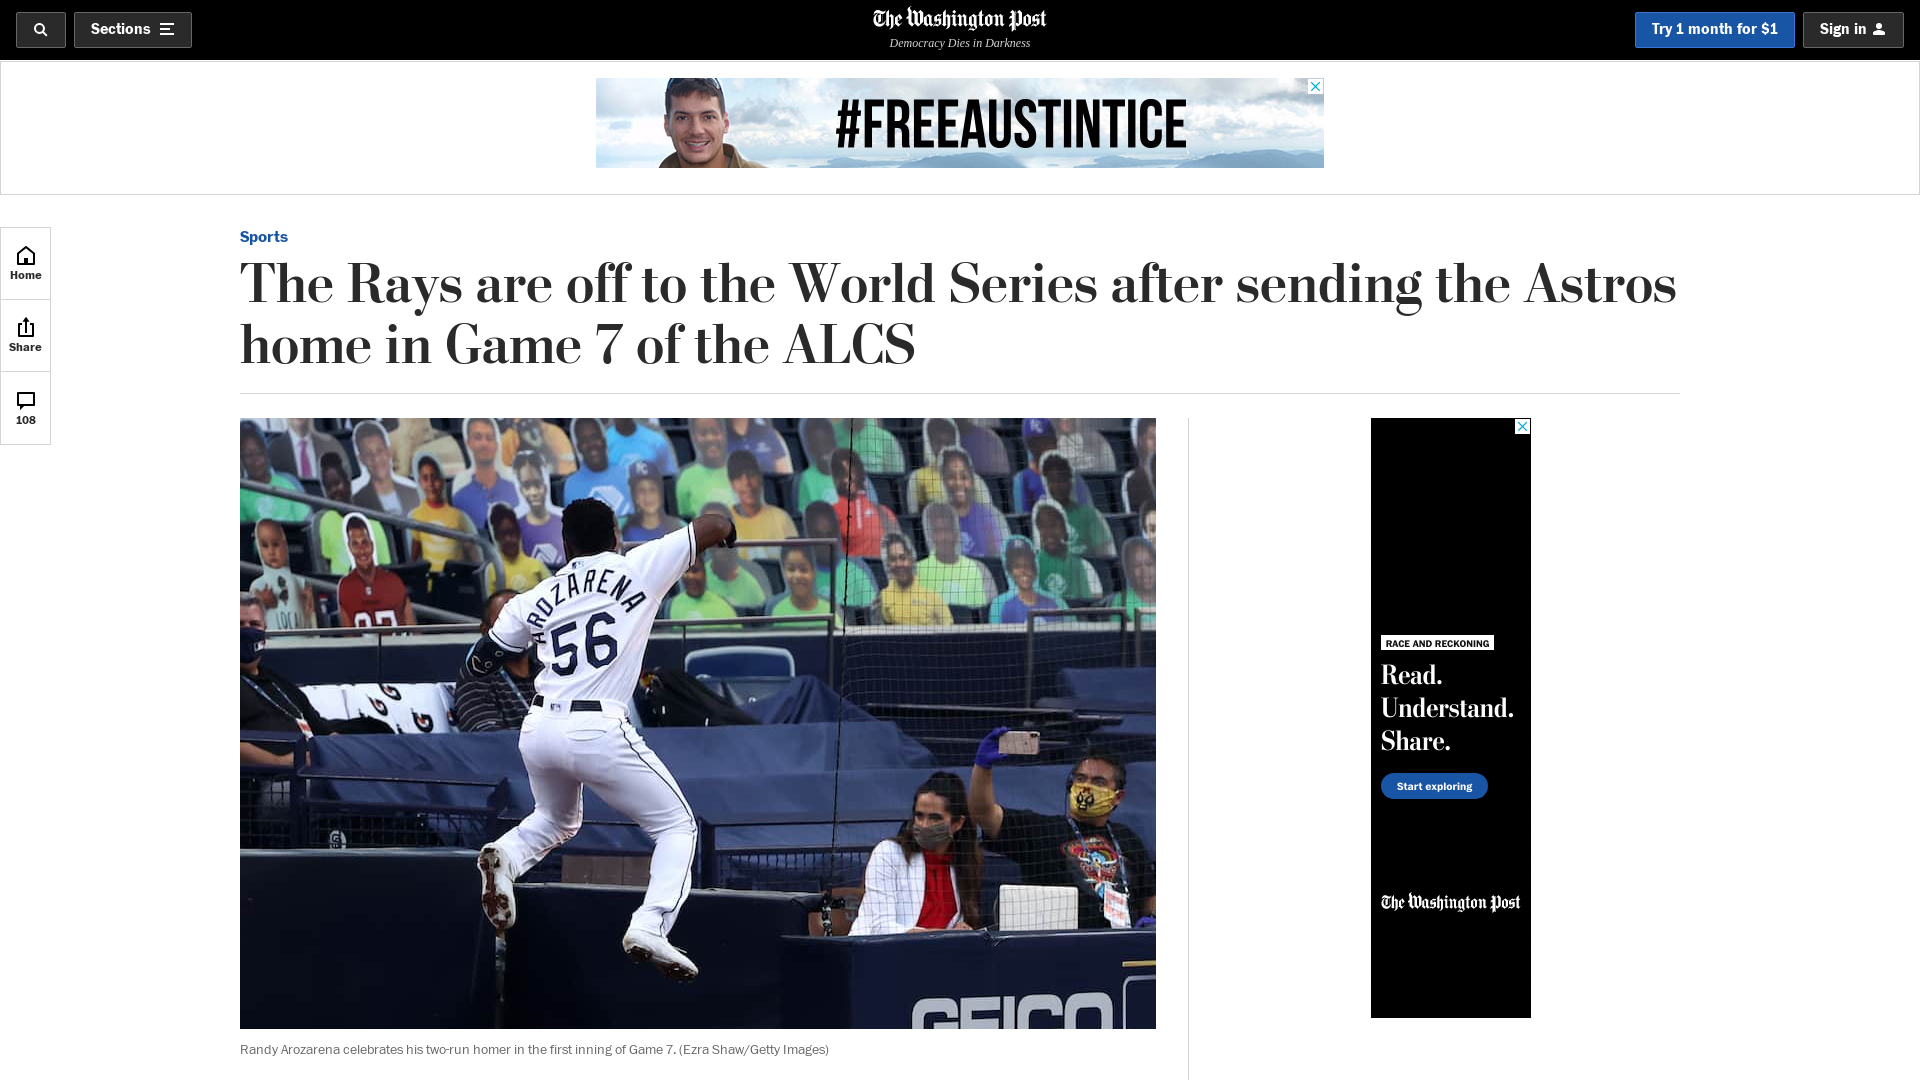 Sections
The Washington Post
Democracy Dies in Darkness
Try 1 month for $1
Sign in
#FREEAUSTINTICE
Home
Share
108
Sports
The Rays are off to the World Series after sending the Astros
home in Game 7 of the ALCS
AROZARENA
56
G
G
G
GEICO
Randy Arozarena celebrates his two-run homer in the first inning of Game 7. (Ezra Shaw/Getty Images)
RACE AND RECKONING
Read.
Understand.
Share.
Start exploring
The Washington Post